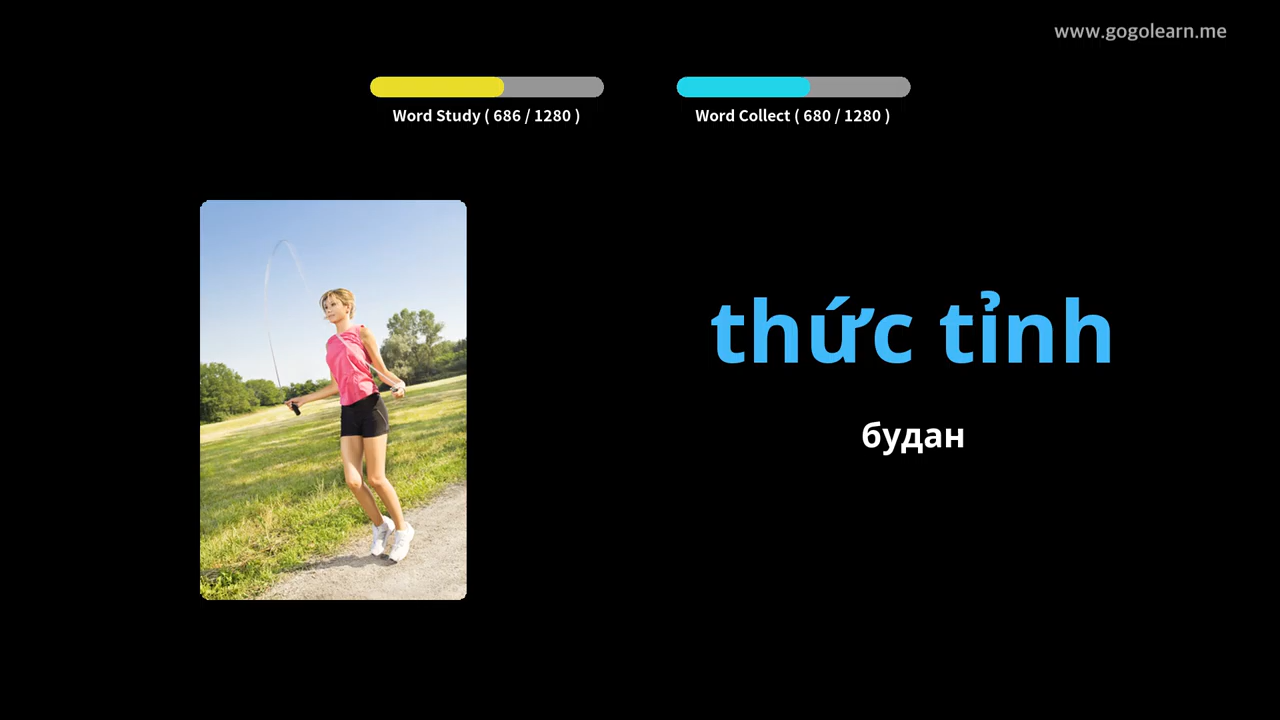 www.gogolearn.me
Word Study ( 686 / 1280 )
Word Collect ( 680 / 1280 )
thức tỉnh
будан